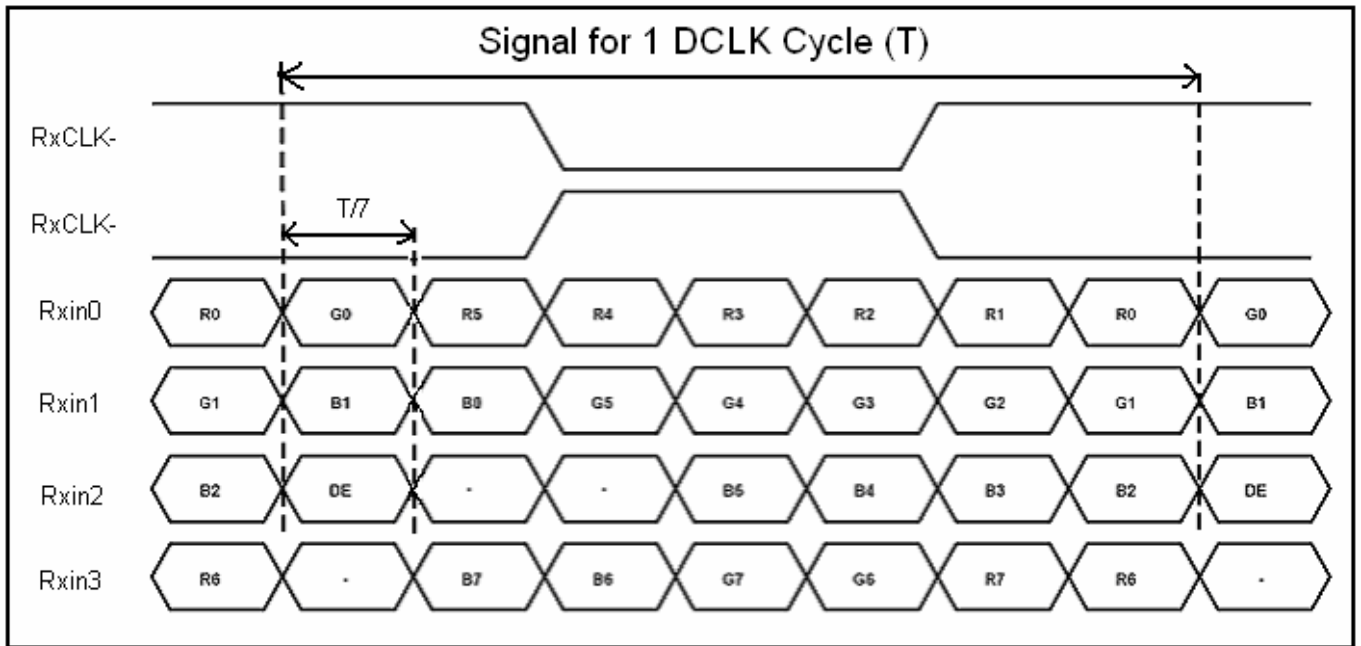 Signal for 1 DCLK Cycle (T)
RxCLK-
RxCLK-
T/7
Rxin0 R0 G0 R5 R4 R3 R2 R1 R0 G0
Rxin1 G1 B1 B0 G5 G4 G3 G2 G1 B1
Rxin2 B2 DE - - B5 B4 B3 B2 DE
Rxin3 R6 - B7 B6 G7 G6 R7 R6 -